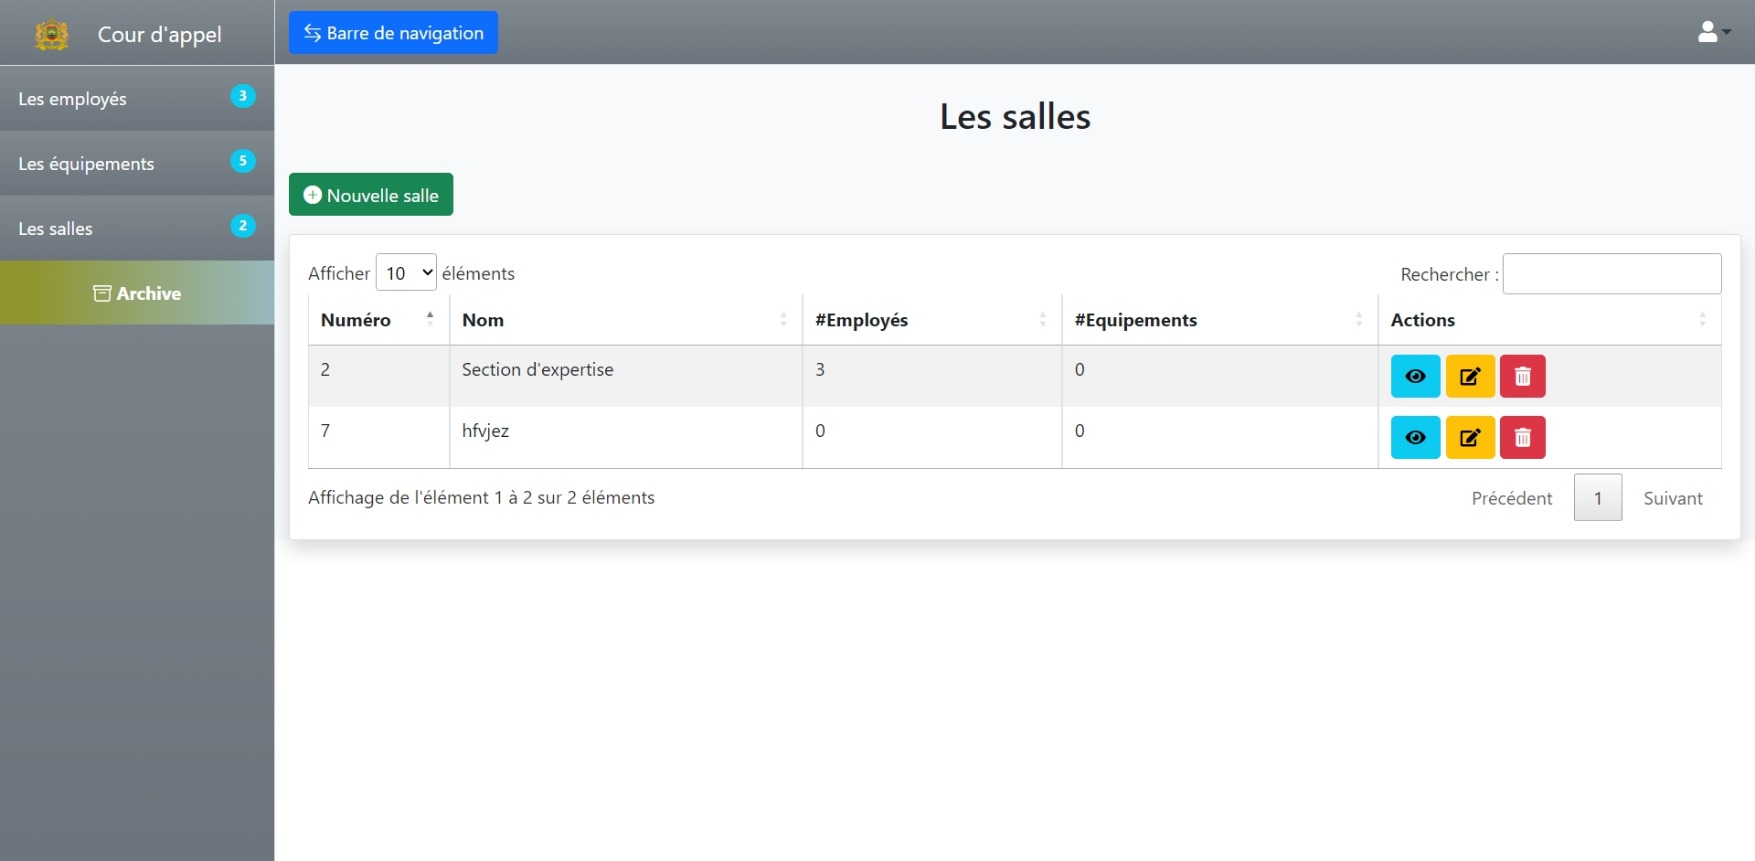 Cour d'appel
Barre de navigation
Les employés 3
Les équipements 5
Les salles 2
Archive
Les salles
Nouvelle salle
Afficher 10 éléments
Rechercher :
Numéro Nom #Employés #Equipements Actions
2 Section d'expertise 3 0
7 hfvjez 0 0
Affichage de l'élément 1 à 2 sur 2 éléments
Précédent 1 Suivant